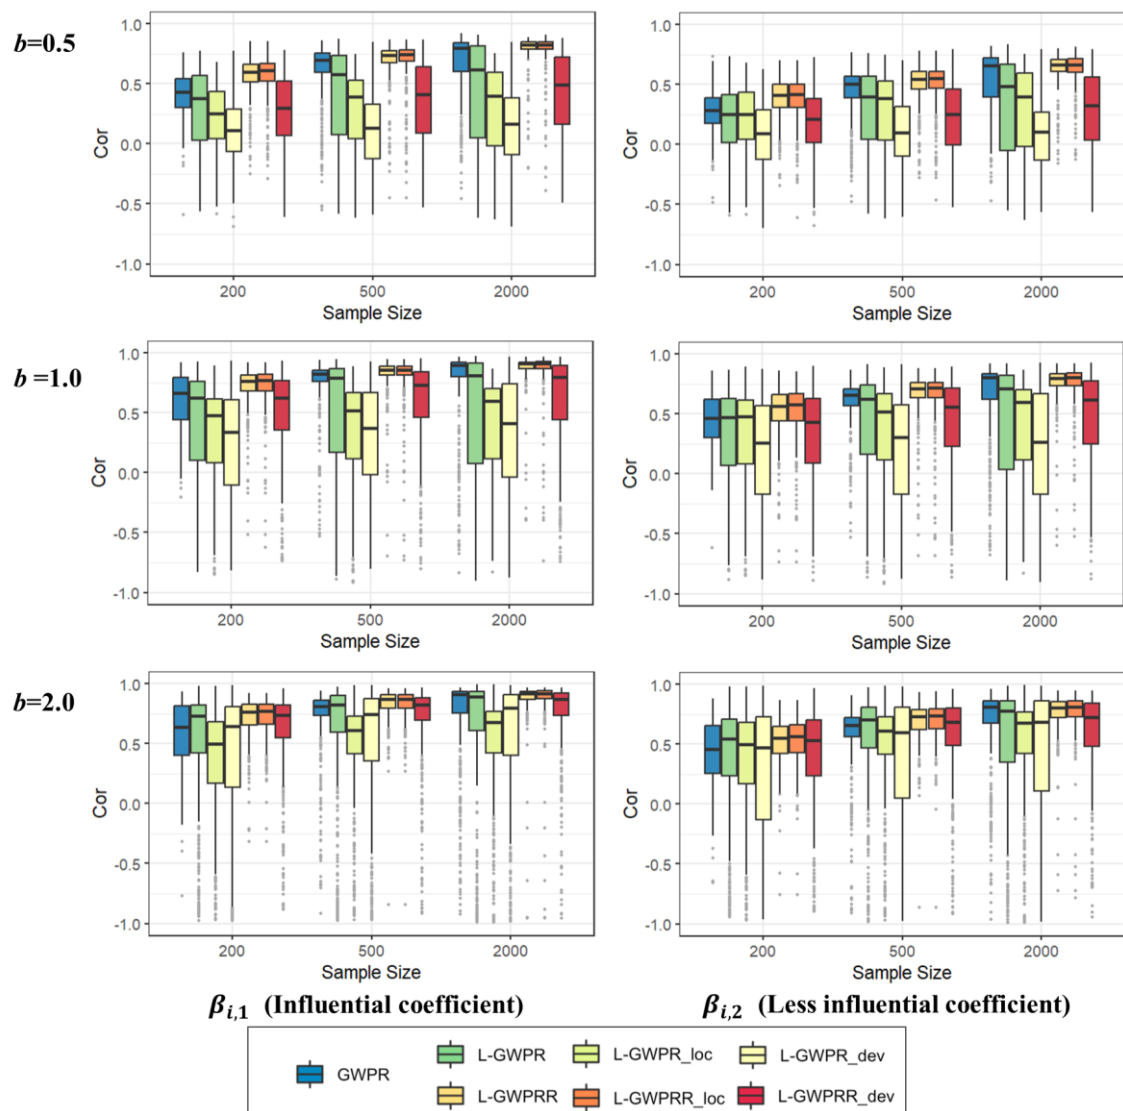 b=0.5
1.0
0.5
0.0
-0.5
-1.0
Cor
200
500
2000
Sample Size
1.0
0.5
0.0
-0.5
-1.0
Cor
200
500
2000
Sample Size
b =1.0
1.0
0.5
0.0
-0.5
-1.0
Cor
200
500
2000
Sample Size
1.0
0.5
0.0
-0.5
-1.0
Cor
200
500
2000
Sample Size
b=2.0
1.0
0.5
0.0
-0.5
-1.0
Cor
200
500
2000
Sample Size
1.0
0.5
0.0
-0.5
-1.0
Cor
200
500
2000
Sample Size
βi,1 (Influential coefficient)
βi,2 (Less influential coefficient)
GWPR
L-GWPR
L-GWPR_loc
L-GWPR_dev
L-GWPRR
L-GWPRR_loc
L-GWPRR_dev